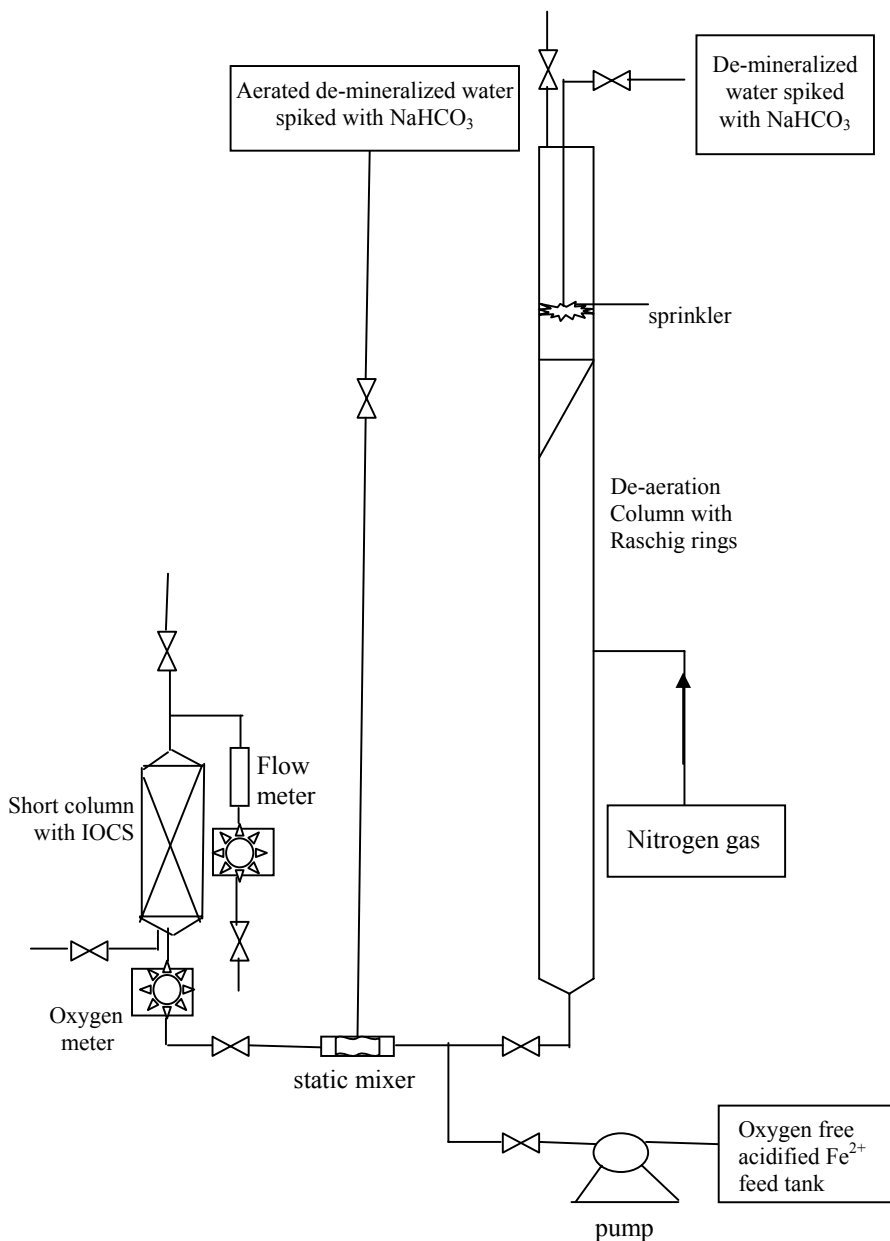 Aerated de-mineralized water
spiked with NaHCO₃
De-mineralized
water spiked
with NaHCO₃
sprinkler
De-aeration
Column with
Raschig rings
Flow
meter
Short column
with IOCS
Nitrogen gas
Oxygen
meter
static mixer
Oxygen free
acidified Fe²⁺
feed tank
pump